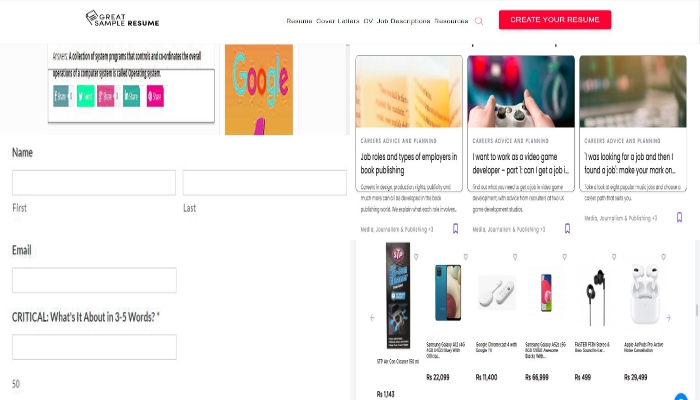 GREAT
SAMPLE RESUME
Resume Cover Letters CV Job Descriptions Resources
CREATE YOUR RESUME
Answer: A collection of system programs that controls and co-ordinates the overall
operations of a computer system is called Operating system.
Share
Tweet
Share
Share
Share
Google
Name
First
Last
Email
CRITICAL: What's It About in 3-5 Words? *
50
CAREERS ADVICE AND PLANNING
Job roles and types of employers in
book publishing
Careers in design, production, rights, publicity and
much more can all be developed in the book
publishing world. We explain what each role involves...
Media, Journalism & Publishing +3
CAREERS ADVICE AND PLANNING
I want to work as a video game
developer – part 1: can I get a job i...
Find out what you need to get a job in video game
development, with advice from recruiters at two UK
game development studios.
Media, Journalism & Publishing +3
CAREERS ADVICE AND PLANNING
'I was looking for a job and then I
found a job': make your mark on...
Take a look at eight popular music jobs and choose a
career path that suits you.
Media, Journalism & Publishing +3
STP
STP Air Con Cleaner 150 ml
Rs 1,143
Samsung Galaxy A12 (4G
4GB 64GB Blue) With
Official...
Rs 22,099
Google Chromecast 4 with
Google TV
Rs 11,400
Samsung Galaxy A52s (5G
8GB 128GB Awesome
Black) With...
Rs 66,999
FASTER FE1N Stereo &
Bass Sound In-Ear...
Rs 499
Apple AirPods Pro Active
Noise Cancellation
Rs 29,499